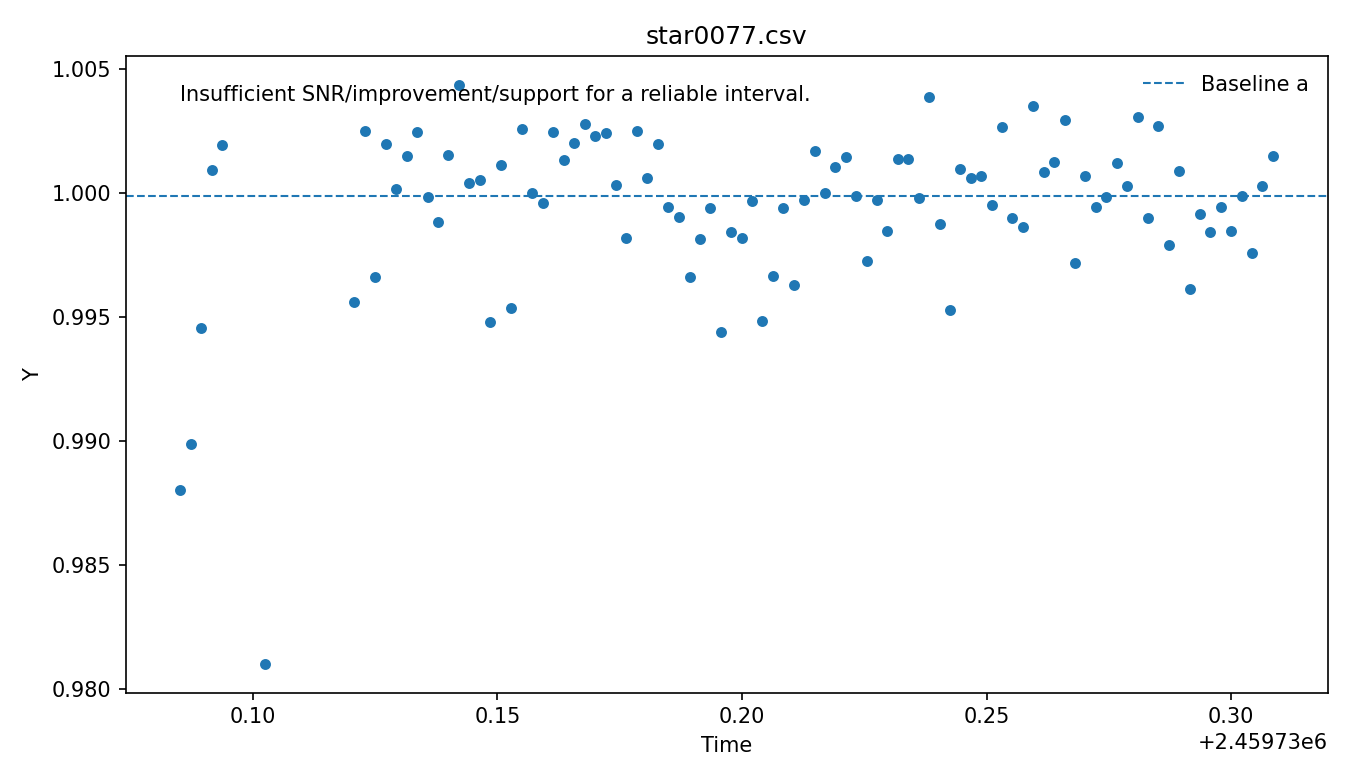 star0077.csv
1.005
Insufficient SNR/improvement/support for a reliable interval.
Baseline a
1.000
0.995
Y
0.990
0.985
0.980
0.10 0.15 0.20 0.25 0.30
Time
+2.45973e6